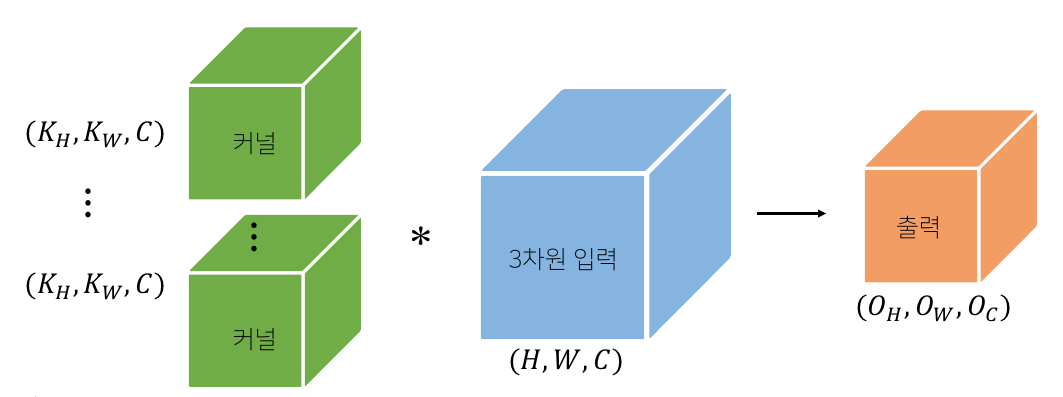 (K_H, K_W, C)
커널
⋮
⋮
(K_H, K_W, C)
커널
*
3차원 입력
(H, W, C)
출력
(O_H, O_W, O_C)